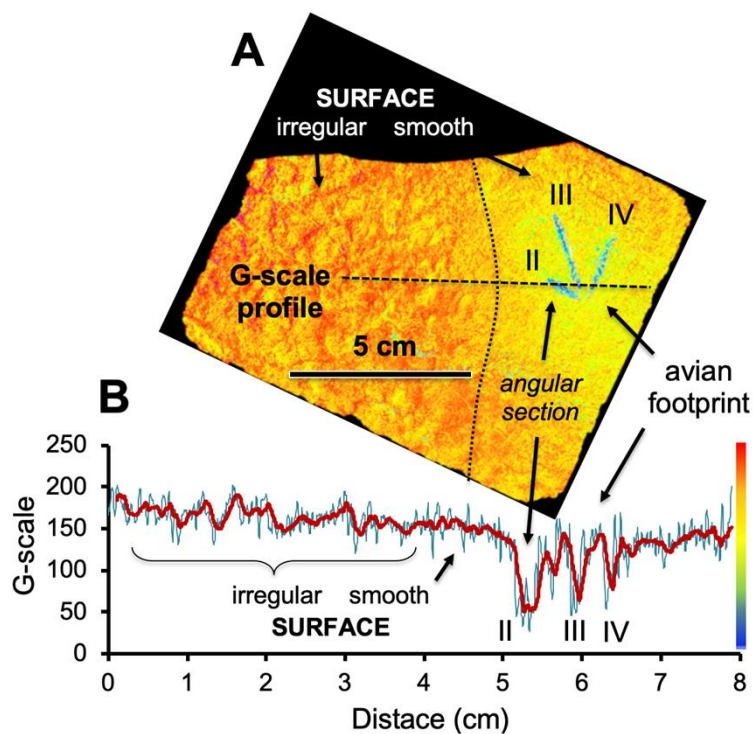 A
SURFACE
irregular smooth
III
IV
II
G-scale
profile
5 cm
angular
section
avian
footprint
B
250
200
150
100
50
0
G-scale
irregular smooth
SURFACE
II
III
IV
0 1 2 3 4 5 6 7 8
Distace (cm)